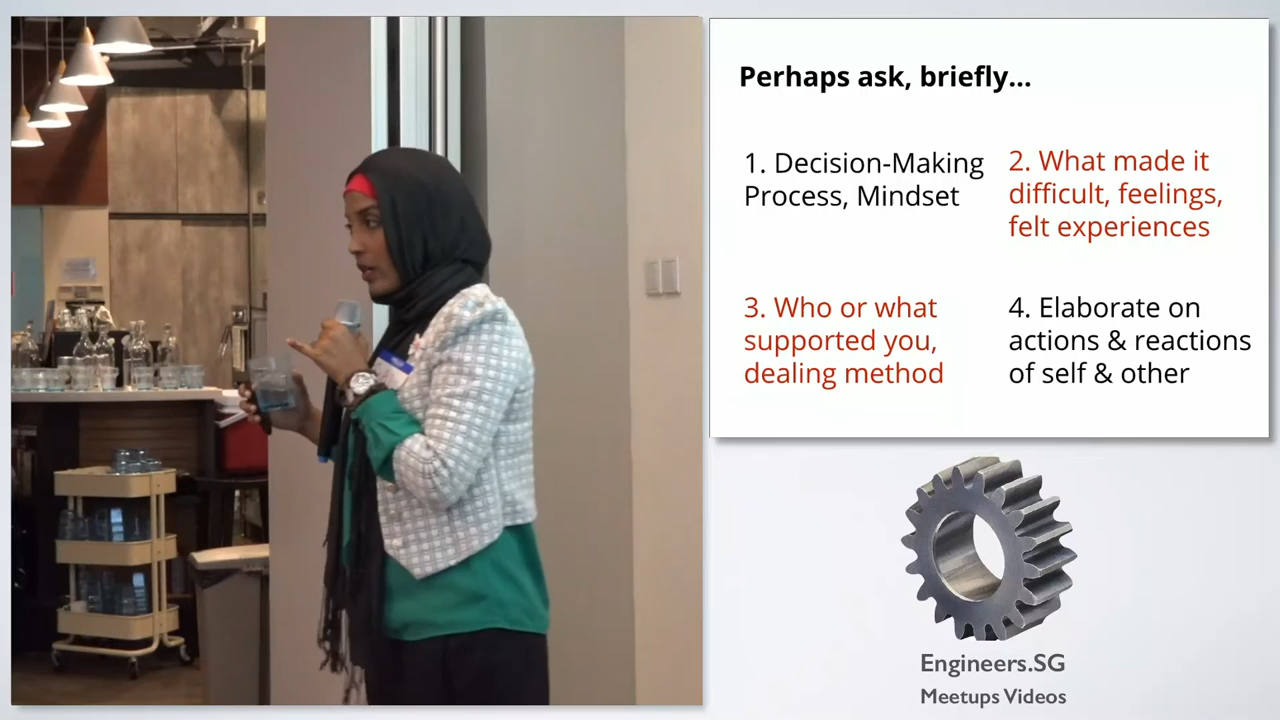 Perhaps ask, briefly...
1. Decision-Making
Process, Mindset
2. What made it
difficult, feelings,
felt experiences
3. Who or what
supported you,
dealing method
4. Elaborate on
actions & reactions
of self & other
Engineers.SG
Meetups Videos